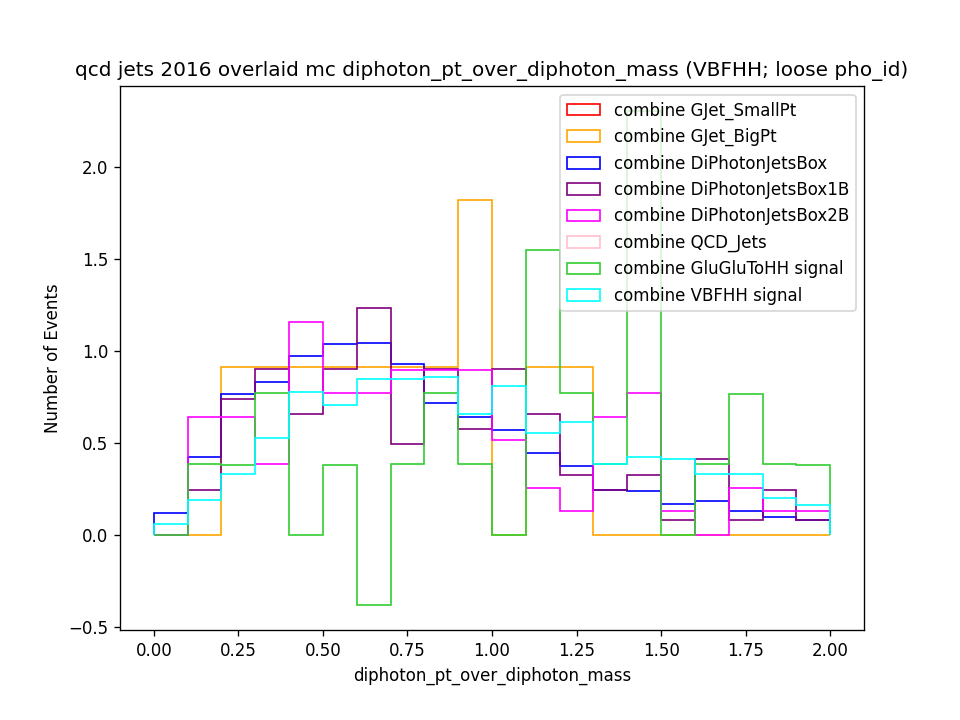 qcd jets 2016 overlaid mc diphoton_pt_over_diphoton_mass (VBFHH; loose pho_id)
combine GJet_SmallPt
combine GJet_BigPt
combine DiPhotonJetsBox
combine DiPhotonJetsBox1B
combine DiPhotonJetsBox2B
combine QCD_Jets
combine GluGluToHH signal
combine VBFHH signal
Number of Events
2.0
1.5
1.0
0.5
0.0
−0.5
0.00 0.25 0.50 0.75 1.00 1.25 1.50 1.75 2.00
diphoton_pt_over_diphoton_mass